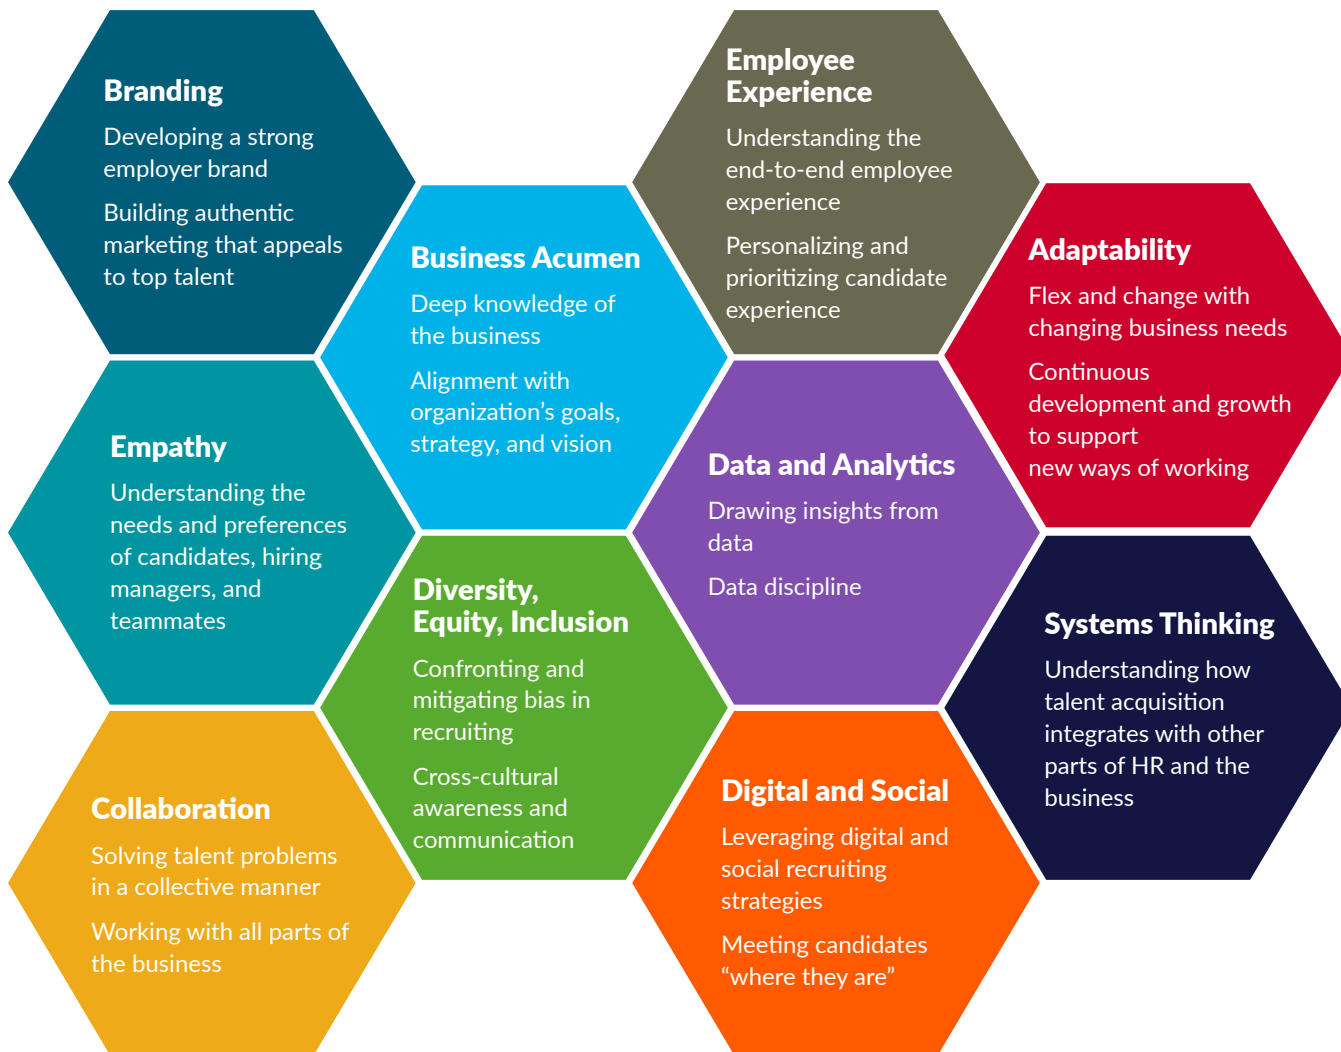 Branding
Developing a strong
employer brand
Building authentic
marketing that appeals
to top talent
Employee
Experience
Understanding the
end-to-end employee
experience
Personalizing and
prioritizing candidate
experience
Business Acumen
Deep knowledge of
the business
Alignment with
organization’s goals,
strategy, and vision
Adaptability
Flex and change with
changing business needs
Continuous
development and growth
to support
new ways of working
Empathy
Understanding the
needs and preferences
of candidates, hiring
managers, and
teammates
Data and Analytics
Drawing insights from
data
Data discipline
Diversity,
Equity, Inclusion
Confronting and
mitigating bias in
recruiting
Cross-cultural
awareness and
communication
Systems Thinking
Understanding how
talent acquisition
integrates with other
parts of HR and the
business
Collaboration
Solving talent problems
in a collective manner
Working with all parts of
the business
Digital and Social
Leveraging digital and
social recruiting
strategies
Meeting candidates
“where they are”